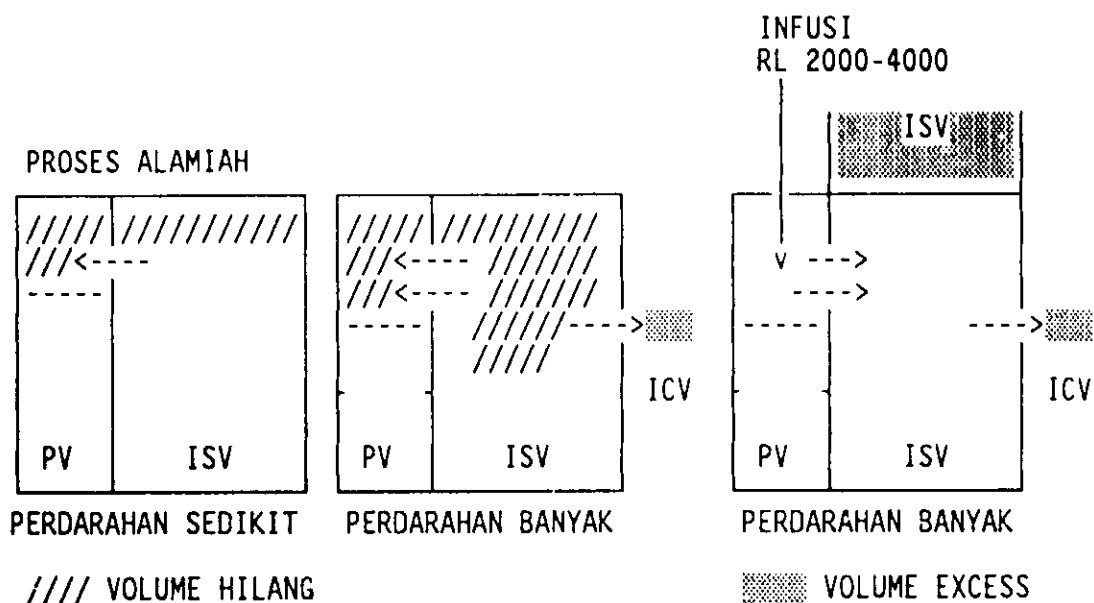 INFUSI
RL 2000-4000
ISV
PROSES ALAMIAH
ICV
ICV
PV ISV
PV ISV
PV ISV
PERDARAHAN SEDIKIT
PERDARAHAN BANYAK
PERDARAHAN BANYAK
//// VOLUME HILANG
VOLUME EXCESS